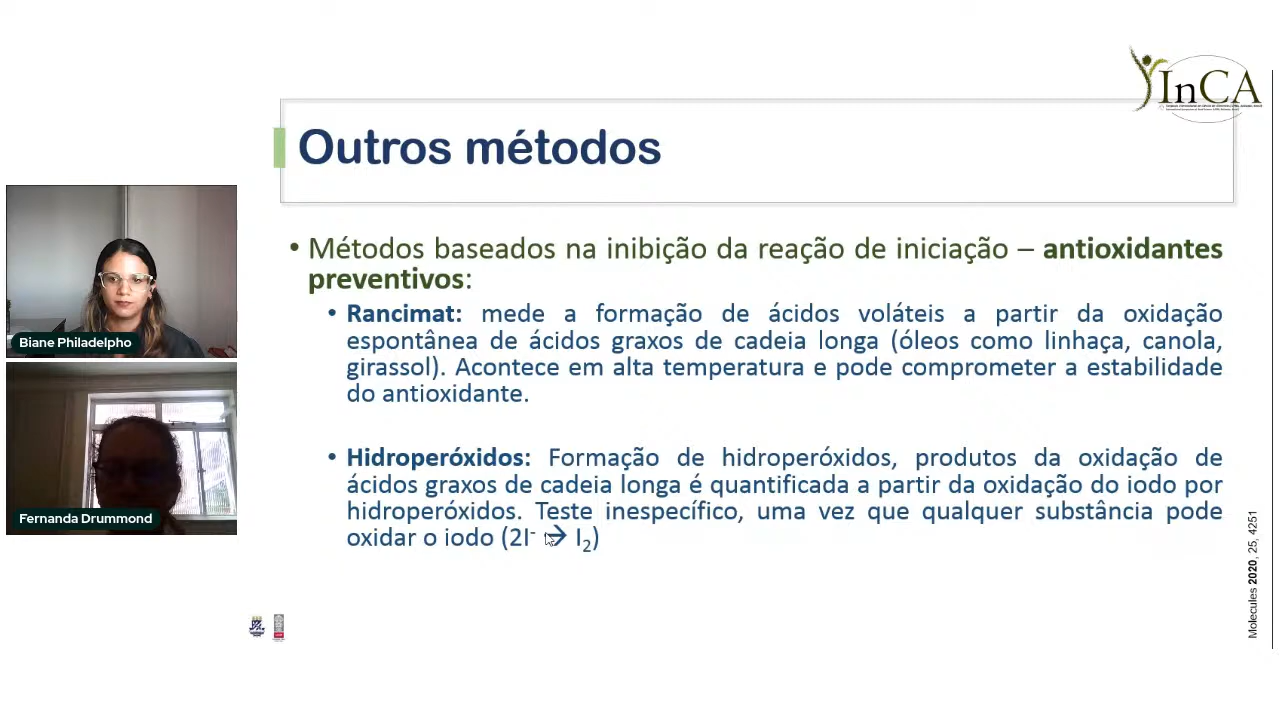 InCA
Outros métodos
• Métodos baseados na inibição da reação de iniciação – antioxidantes
preventivos:
• Rancimat: mede a formação de ácidos voláteis a partir da oxidação
espontânea de ácidos graxos de cadeia longa (óleos como linhaça, canola,
girassol). Acontece em alta temperatura e pode comprometer a estabilidade
do antioxidante.
• Hidroperóxidos: Formação de hidroperóxidos, produtos da oxidação de
ácidos graxos de cadeia longa é quantificada a partir da oxidação do iodo por
hidroperóxidos. Teste inespecífico, uma vez que qualquer substância pode
oxidar o iodo (2I⁻ → I₂)
Biane Philadelpho
Fernanda Drummond
Molecules 2020, 25, 4251